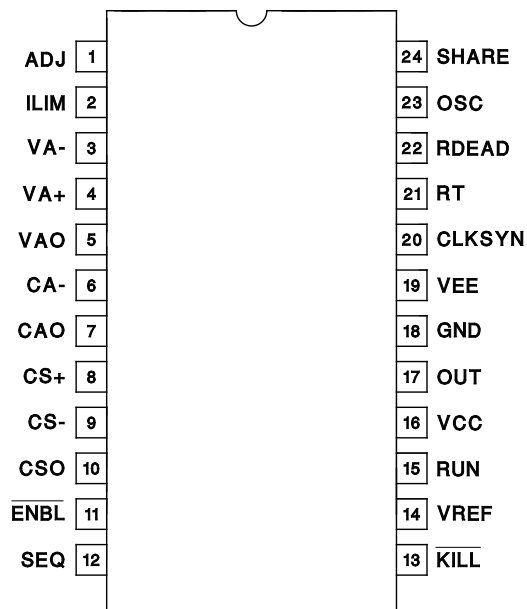 ADJ 1 24 SHARE
ILIM 2 23 OSC
VA- 3 22 RDEAD
VA+ 4 21 RT
VAO 5 20 CLKSYN
CA- 6 19 VEE
CAO 7 18 GND
CS+ 8 17 OUT
CS- 9 16 VCC
CSO 10 15 RUN
ENBL 11 14 VREF
SEQ 12 13 KILL